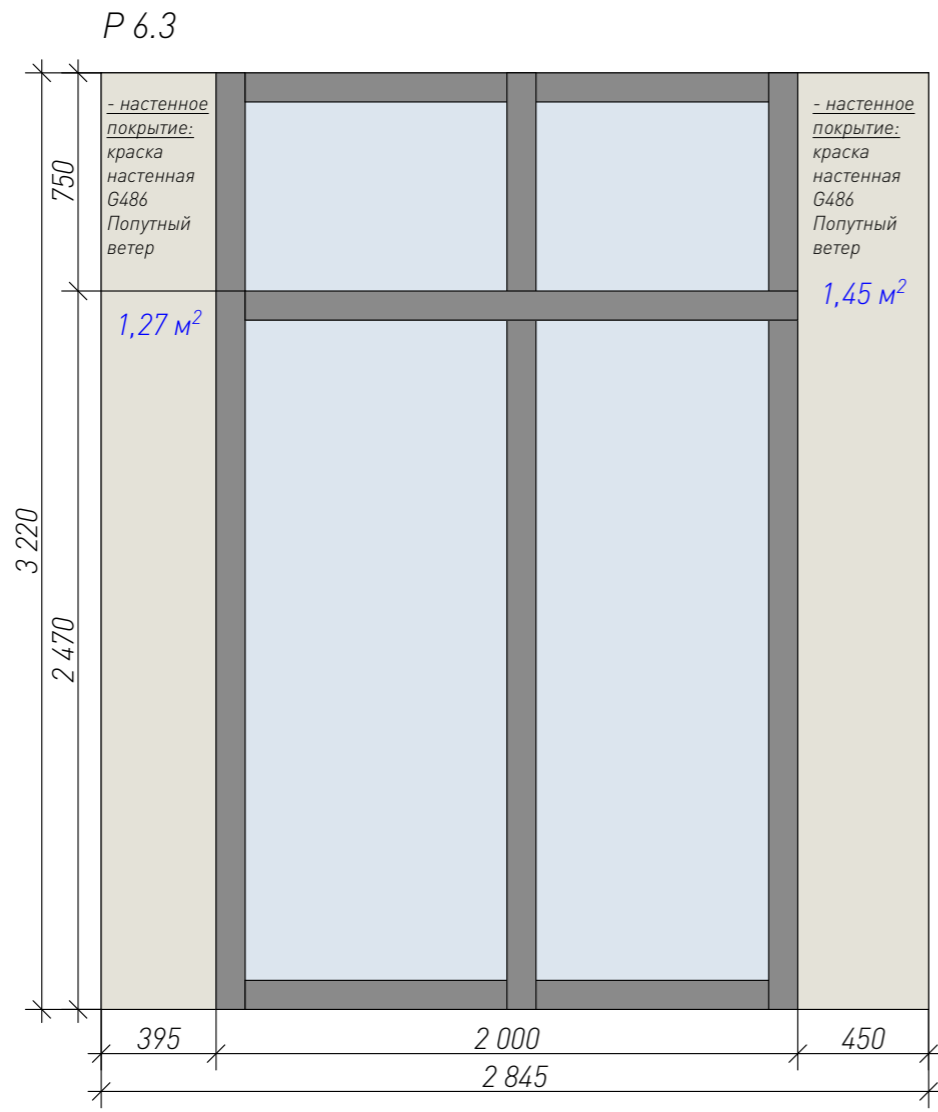 Р 6.3
- настенное
покрытие:
краска
настенная
G486
Попутный
ветер
1,27 м²
- настенное
покрытие:
краска
настенная
G486
Попутный
ветер
1,45 м²
750
3 220
2 470
395
2 000
450
2 845